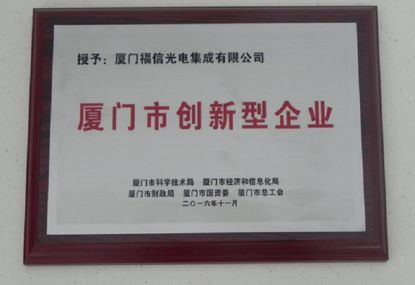 授予：厦门福信光电集成有限公司
厦门市创新型企业
厦门市科学技术局 厦门市经济和信息化局
厦门市财政局 厦门市国资委 厦门市总工会
二〇一六年十一月